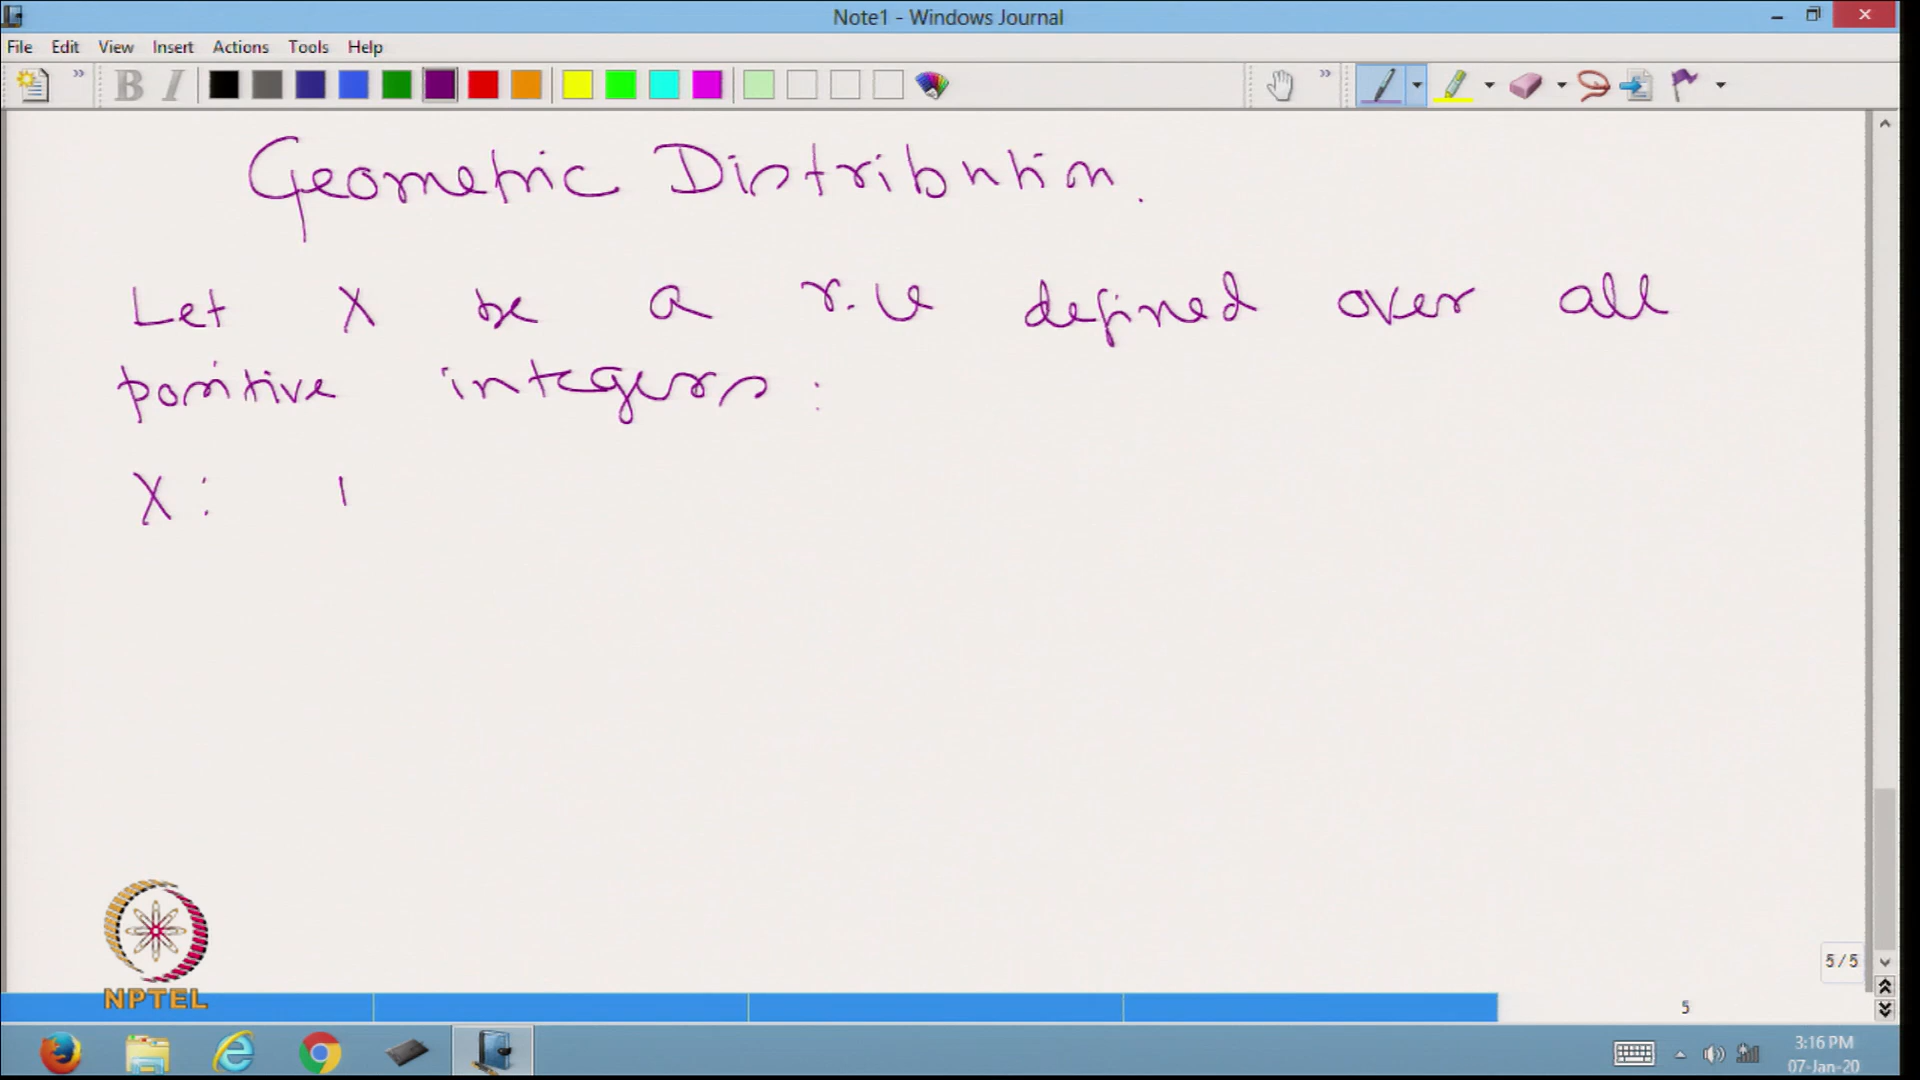 Note1 - Windows Journal
File Edit View Insert Actions Tools Help
B I
Geometric Distribution.
Let X be a r.v defined over all
positive integers :
X : 1
5 / 5
NPTEL
5
3:16 PM
07-Jan-20